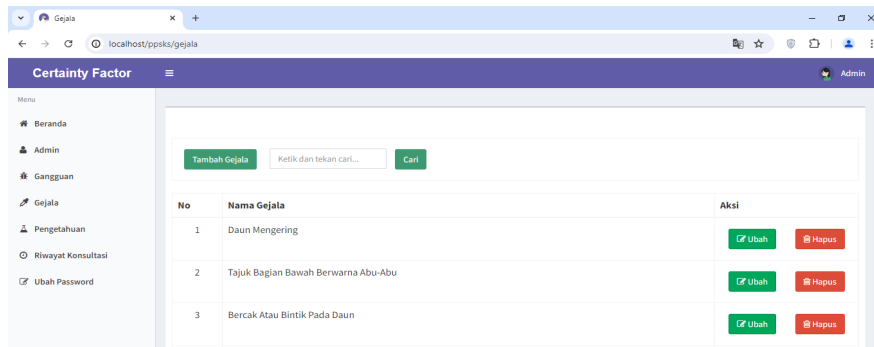 Gejala
localhost/ppsks/gejala
Certainty Factor
Admin
Menu
Beranda
Admin
Gangguan
Gejala
Pengetahuan
Riwayat Konsultasi
Ubah Password
Tambah Gejala Ketik dan tekan cari... Cari
No Nama Gejala Aksi
1 Daun Mengering Ubah Hapus
2 Tajuk Bagian Bawah Berwarna Abu-Abu Ubah Hapus
3 Bercak Atau Bintik Pada Daun Ubah Hapus